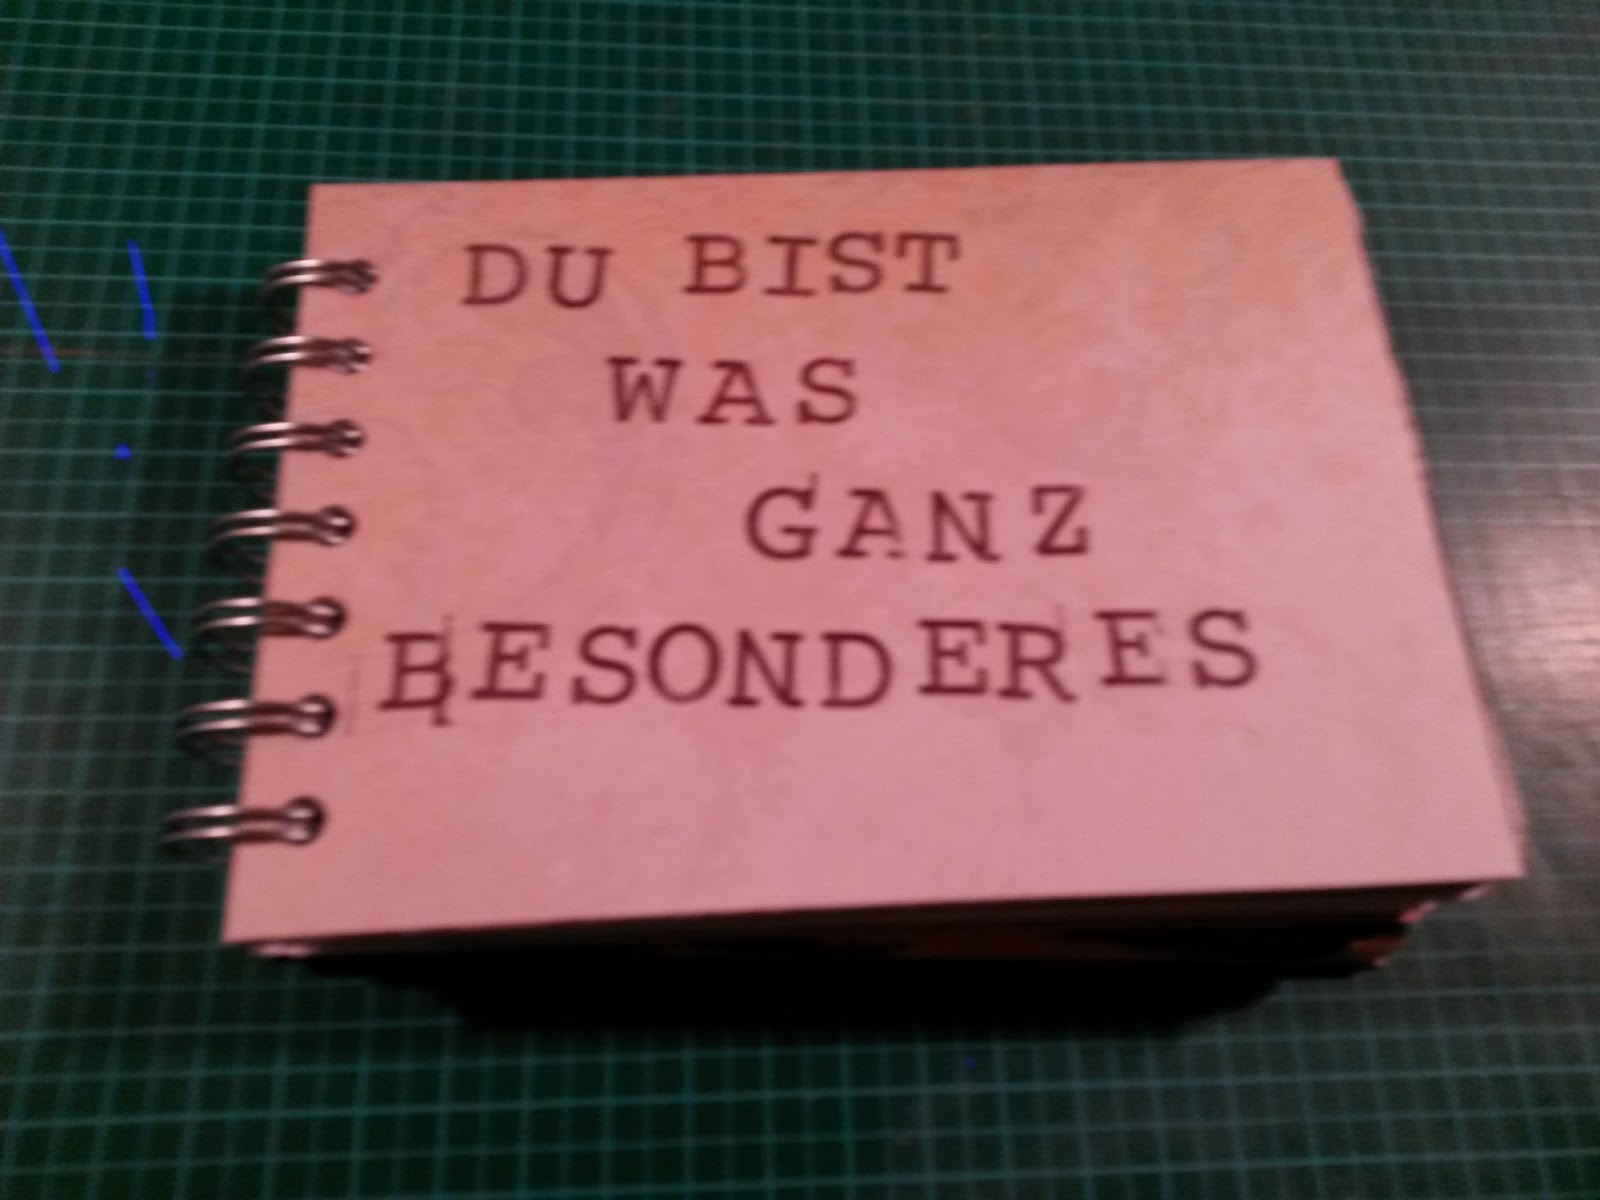 DU BIST
WAS
GANZ
BESONDERES